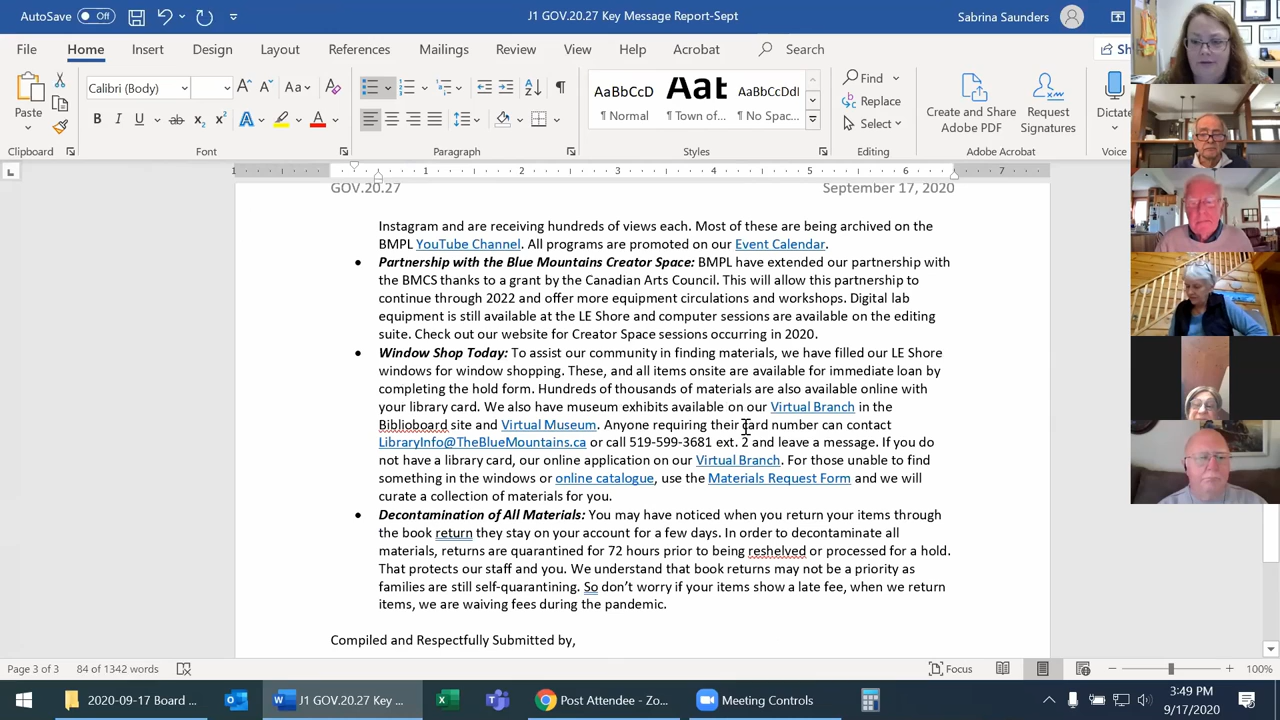 AutoSave Off
J1 GOV.20.27 Key Message Report-Sept
Sabrina Saunders
File Home Insert Design Layout References Mailings Review View Help Acrobat Search
Paste
Calibri (Body)
Aa
B I U ab x₂ x² A A
AaBbCcD
Normal
Aat
Town of...
AaBbCcDdI
No Spac...
Find
Replace
Select
Create and Share
Adobe PDF
Request
Signatures
Dictate
Clipboard Font Paragraph Styles Editing Adobe Acrobat Voice
1 1 2 3 4 5 6 7
GOV.20.27 September 17, 2020
Instagram and are receiving hundreds of views each. Most of these are being archived on the
BMPL YouTube Channel. All programs are promoted on our Event Calendar.
• Partnership with the Blue Mountains Creator Space: BMPL have extended our partnership with
the BMCS thanks to a grant by the Canadian Arts Council. This will allow this partnership to
continue through 2022 and offer more equipment circulations and workshops. Digital lab
equipment is still available at the LE Shore and computer sessions are available on the editing
suite. Check out our website for Creator Space sessions occurring in 2020.
• Window Shop Today: To assist our community in finding materials, we have filled our LE Shore
windows for window shopping. These, and all items onsite are available for immediate loan by
completing the hold form. Hundreds of thousands of materials are also available online with
your library card. We also have museum exhibits available on our Virtual Branch in the
Biblioboard site and Virtual Museum. Anyone requiring their card number can contact
LibraryInfo@TheBlueMountains.ca or call 519-599-3681 ext. 2 and leave a message. If you do
not have a library card, our online application on our Virtual Branch. For those unable to find
something in the windows or online catalogue, use the Materials Request Form and we will
curate a collection of materials for you.
• Decontamination of All Materials: You may have noticed when you return your items through
the book return they stay on your account for a few days. In order to decontaminate all
materials, returns are quarantined for 72 hours prior to being reshelved or processed for a hold.
That protects our staff and you. We understand that book returns may not be a priority as
families are still self-quarantining. So don't worry if your items show a late fee, when we return
items, we are waiving fees during the pandemic.
Compiled and Respectfully Submitted by,
Page 3 of 3 84 of 1342 words Focus 100%
2020-09-17 Board ...
J1 GOV.20.27 Key ...
Post Attendee - Zo...
Meeting Controls
3:49 PM
9/17/2020